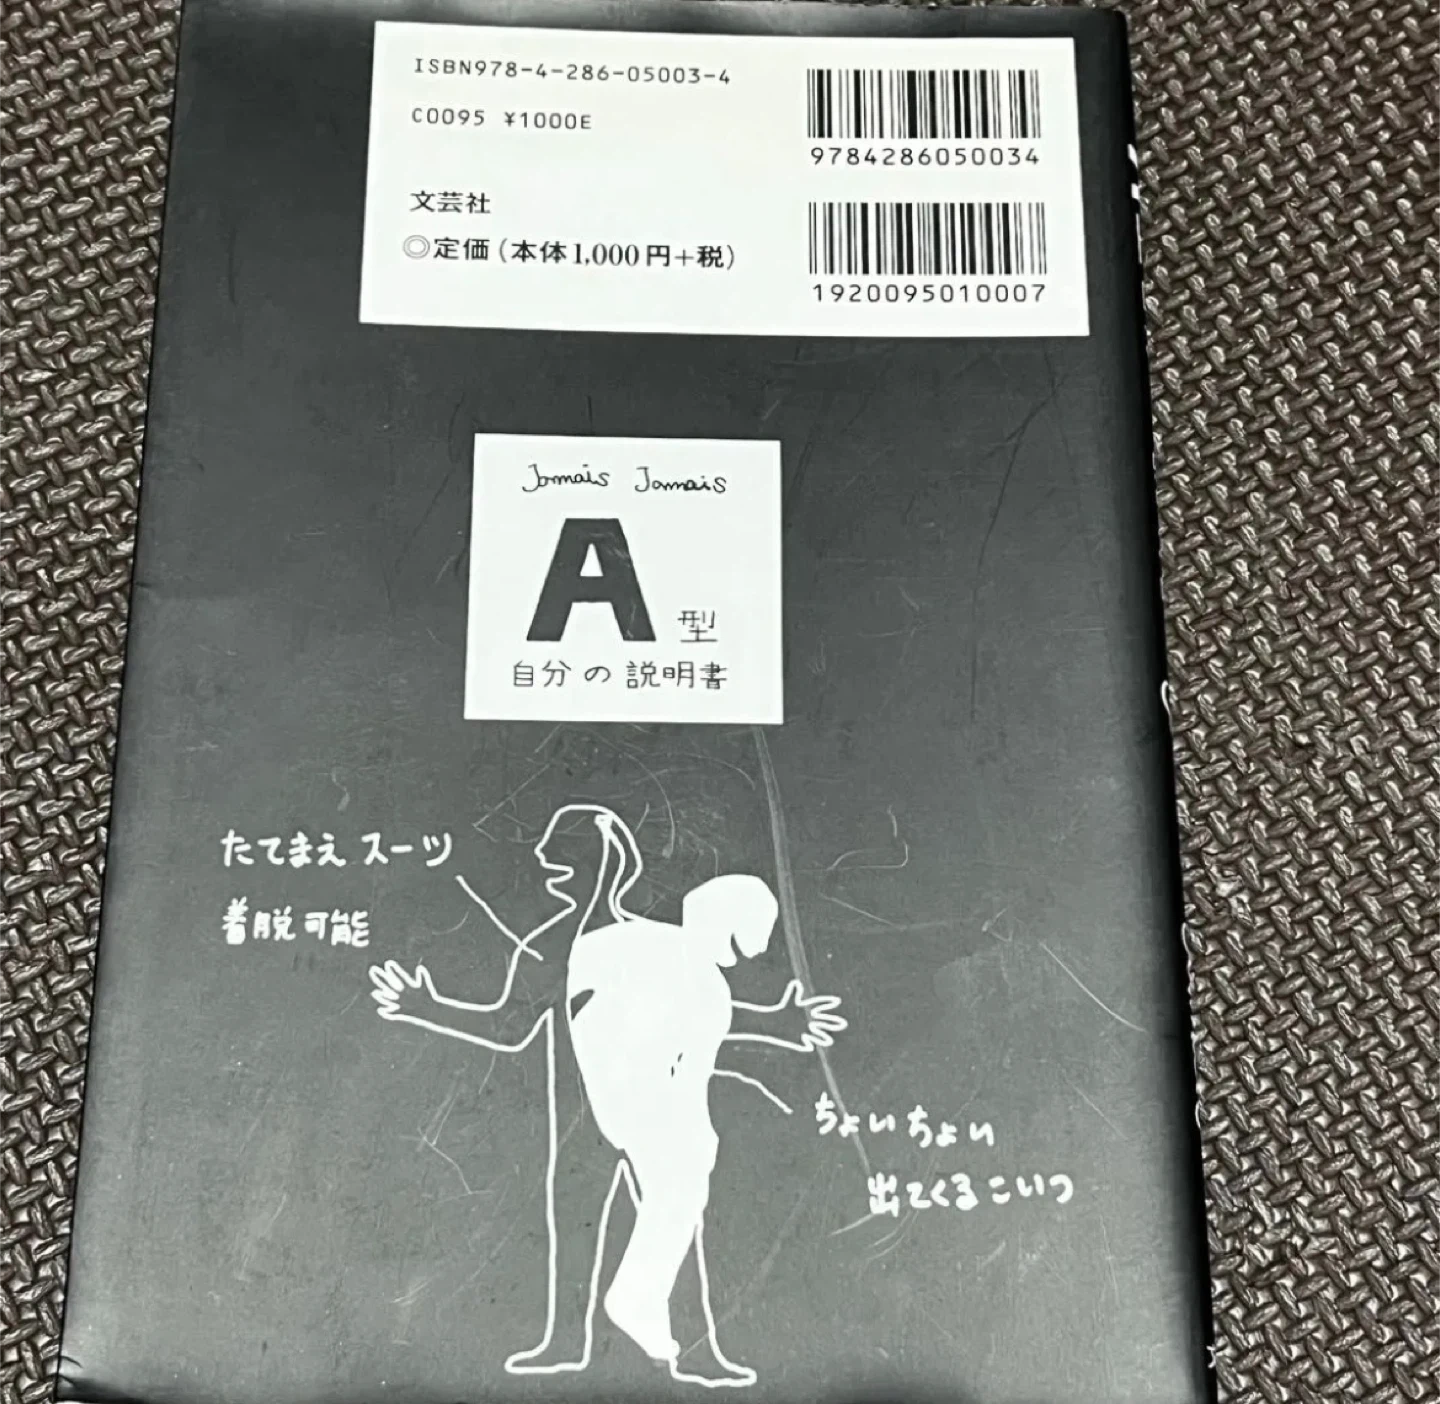 ISBN978-4-286-05003-4
C0095 ¥1000E
9784286050034
文芸社
◎定価(本体1,000円+税)
1920095010007
Jamais Jamais
A型
自分の説明書
たてまえスーツ
着脱可能
ちょいちょい
出てくるこいつ